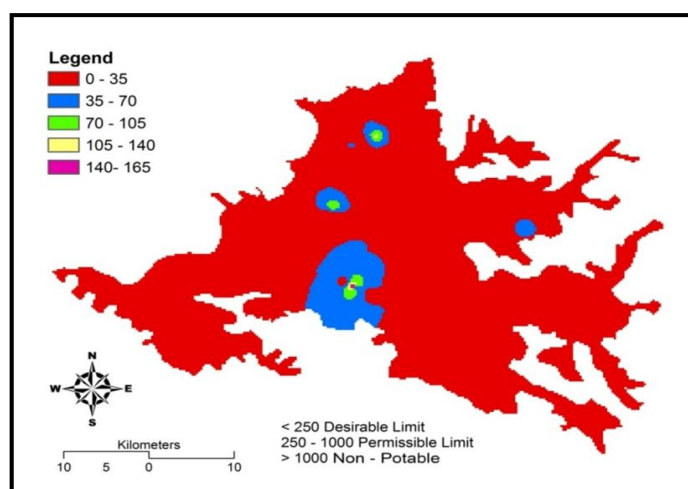 Legend
0 - 35
35 - 70
70 - 105
105 - 140
140- 165
N
W E
S
Kilometers
10 5 0 10
< 250 Desirable Limit
250 - 1000 Permissible Limit
> 1000 Non - Potable